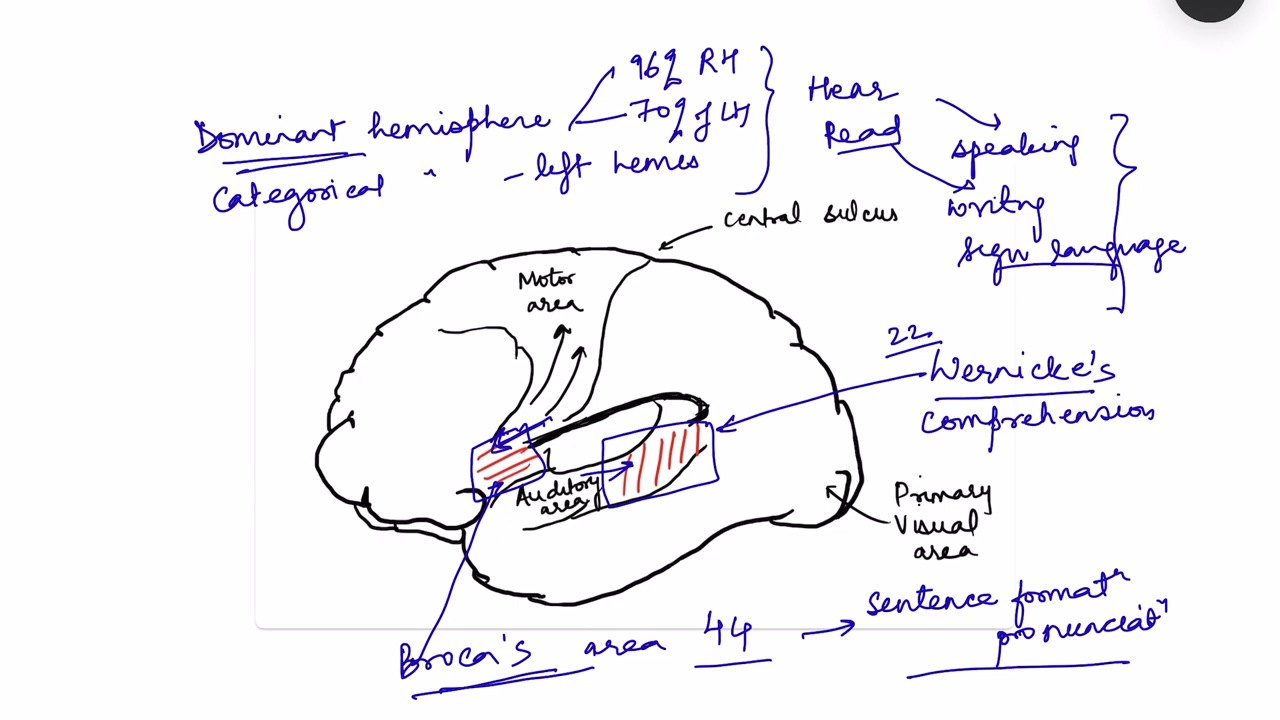 Dominant hemisphere
96% RH
70% of LH
- left hemis
Categorical "
Hear
Read
speaking
writing
sign language
central sulcus
Motor
area
22
Wernicke's
comprehension
Auditory
area
Primary
Visual
area
Broca's area 44 → sentence formatn
pronunciatn